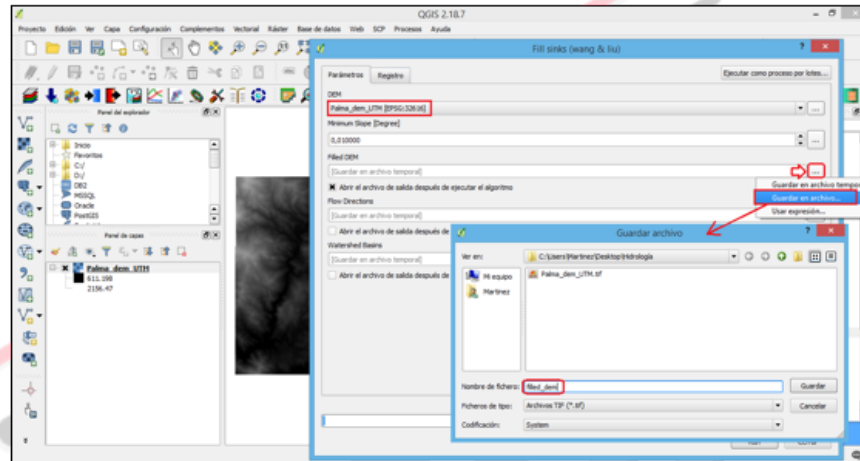 QGIS 2.18.7
Proyecto Edición Ver Capa Configuración Complementos Vectorial Ráster Base de datos Web SCP Procesos Ayuda
Panel del explorador
Inicio
Favoritos
C:/
D:/
DB2
MSSQL
Oracle
PostGIS
Panel de capas
Palma_dem_UTM
611.198
2156.47
Fill sinks (wang & liu)
Parámetros Registro
Ejecutar como proceso por lotes...
DEM
Palma_dem_UTM [EPSG:32616]
Minimum Slope [Degree]
0,010000
Filled DEM
[Guardar en archivo temporal]
Abrir el archivo de salida después de ejecutar el algoritmo
Flow Directions
[Guardar en archivo temporal]
Abrir el archivo de salida después de
Watershed Basins
[Guardar en archivo temporal]
Abrir el archivo de salida después de
Guardar en archivo tempor
Guardar en archivo...
Usar expresión...
Guardar archivo
Ver en:
C:\Users\Martinez\Desktop\Hidrología
Mi equipo
Martinez
Palma_dem_UTM.tif
Nombre de fichero: filled_dem
Guardar
Ficheros de tipo: Archivos TIF (*.tif)
Cancelar
Codificación: System